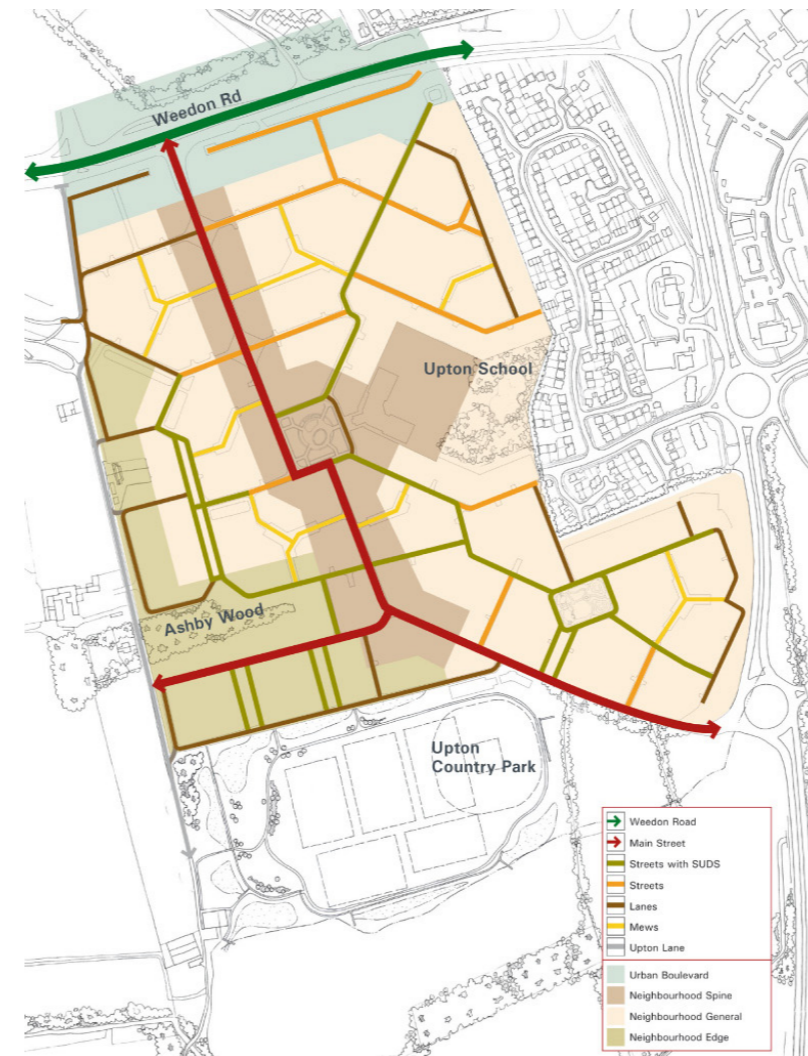 Weedon Rd
Upton School
Ashby Wood
Upton
Country Park
Weedon Road
Main Street
Streets with SUDS
Streets
Lanes
Mews
Upton Lane
Urban Boulevard
Neighbourhood Spine
Neighbourhood General
Neighbourhood Edge